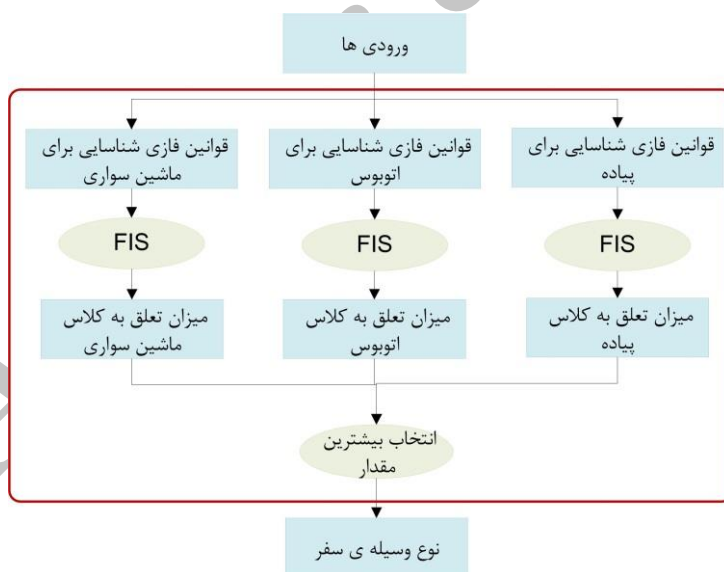 ورودی ها
قوانین فازی شناسایی برای
پیاده
قوانین فازی شناسایی برای
اتوبوس
قوانین فازی شناسایی برای
ماشین سواری
FIS
FIS
FIS
میزان تعلق به کلاس
پیاده
میزان تعلق به کلاس
اتوبوس
میزان تعلق به کلاس
ماشین سواری
انتخاب بیشترین
مقدار
نوع وسیله ی سفر